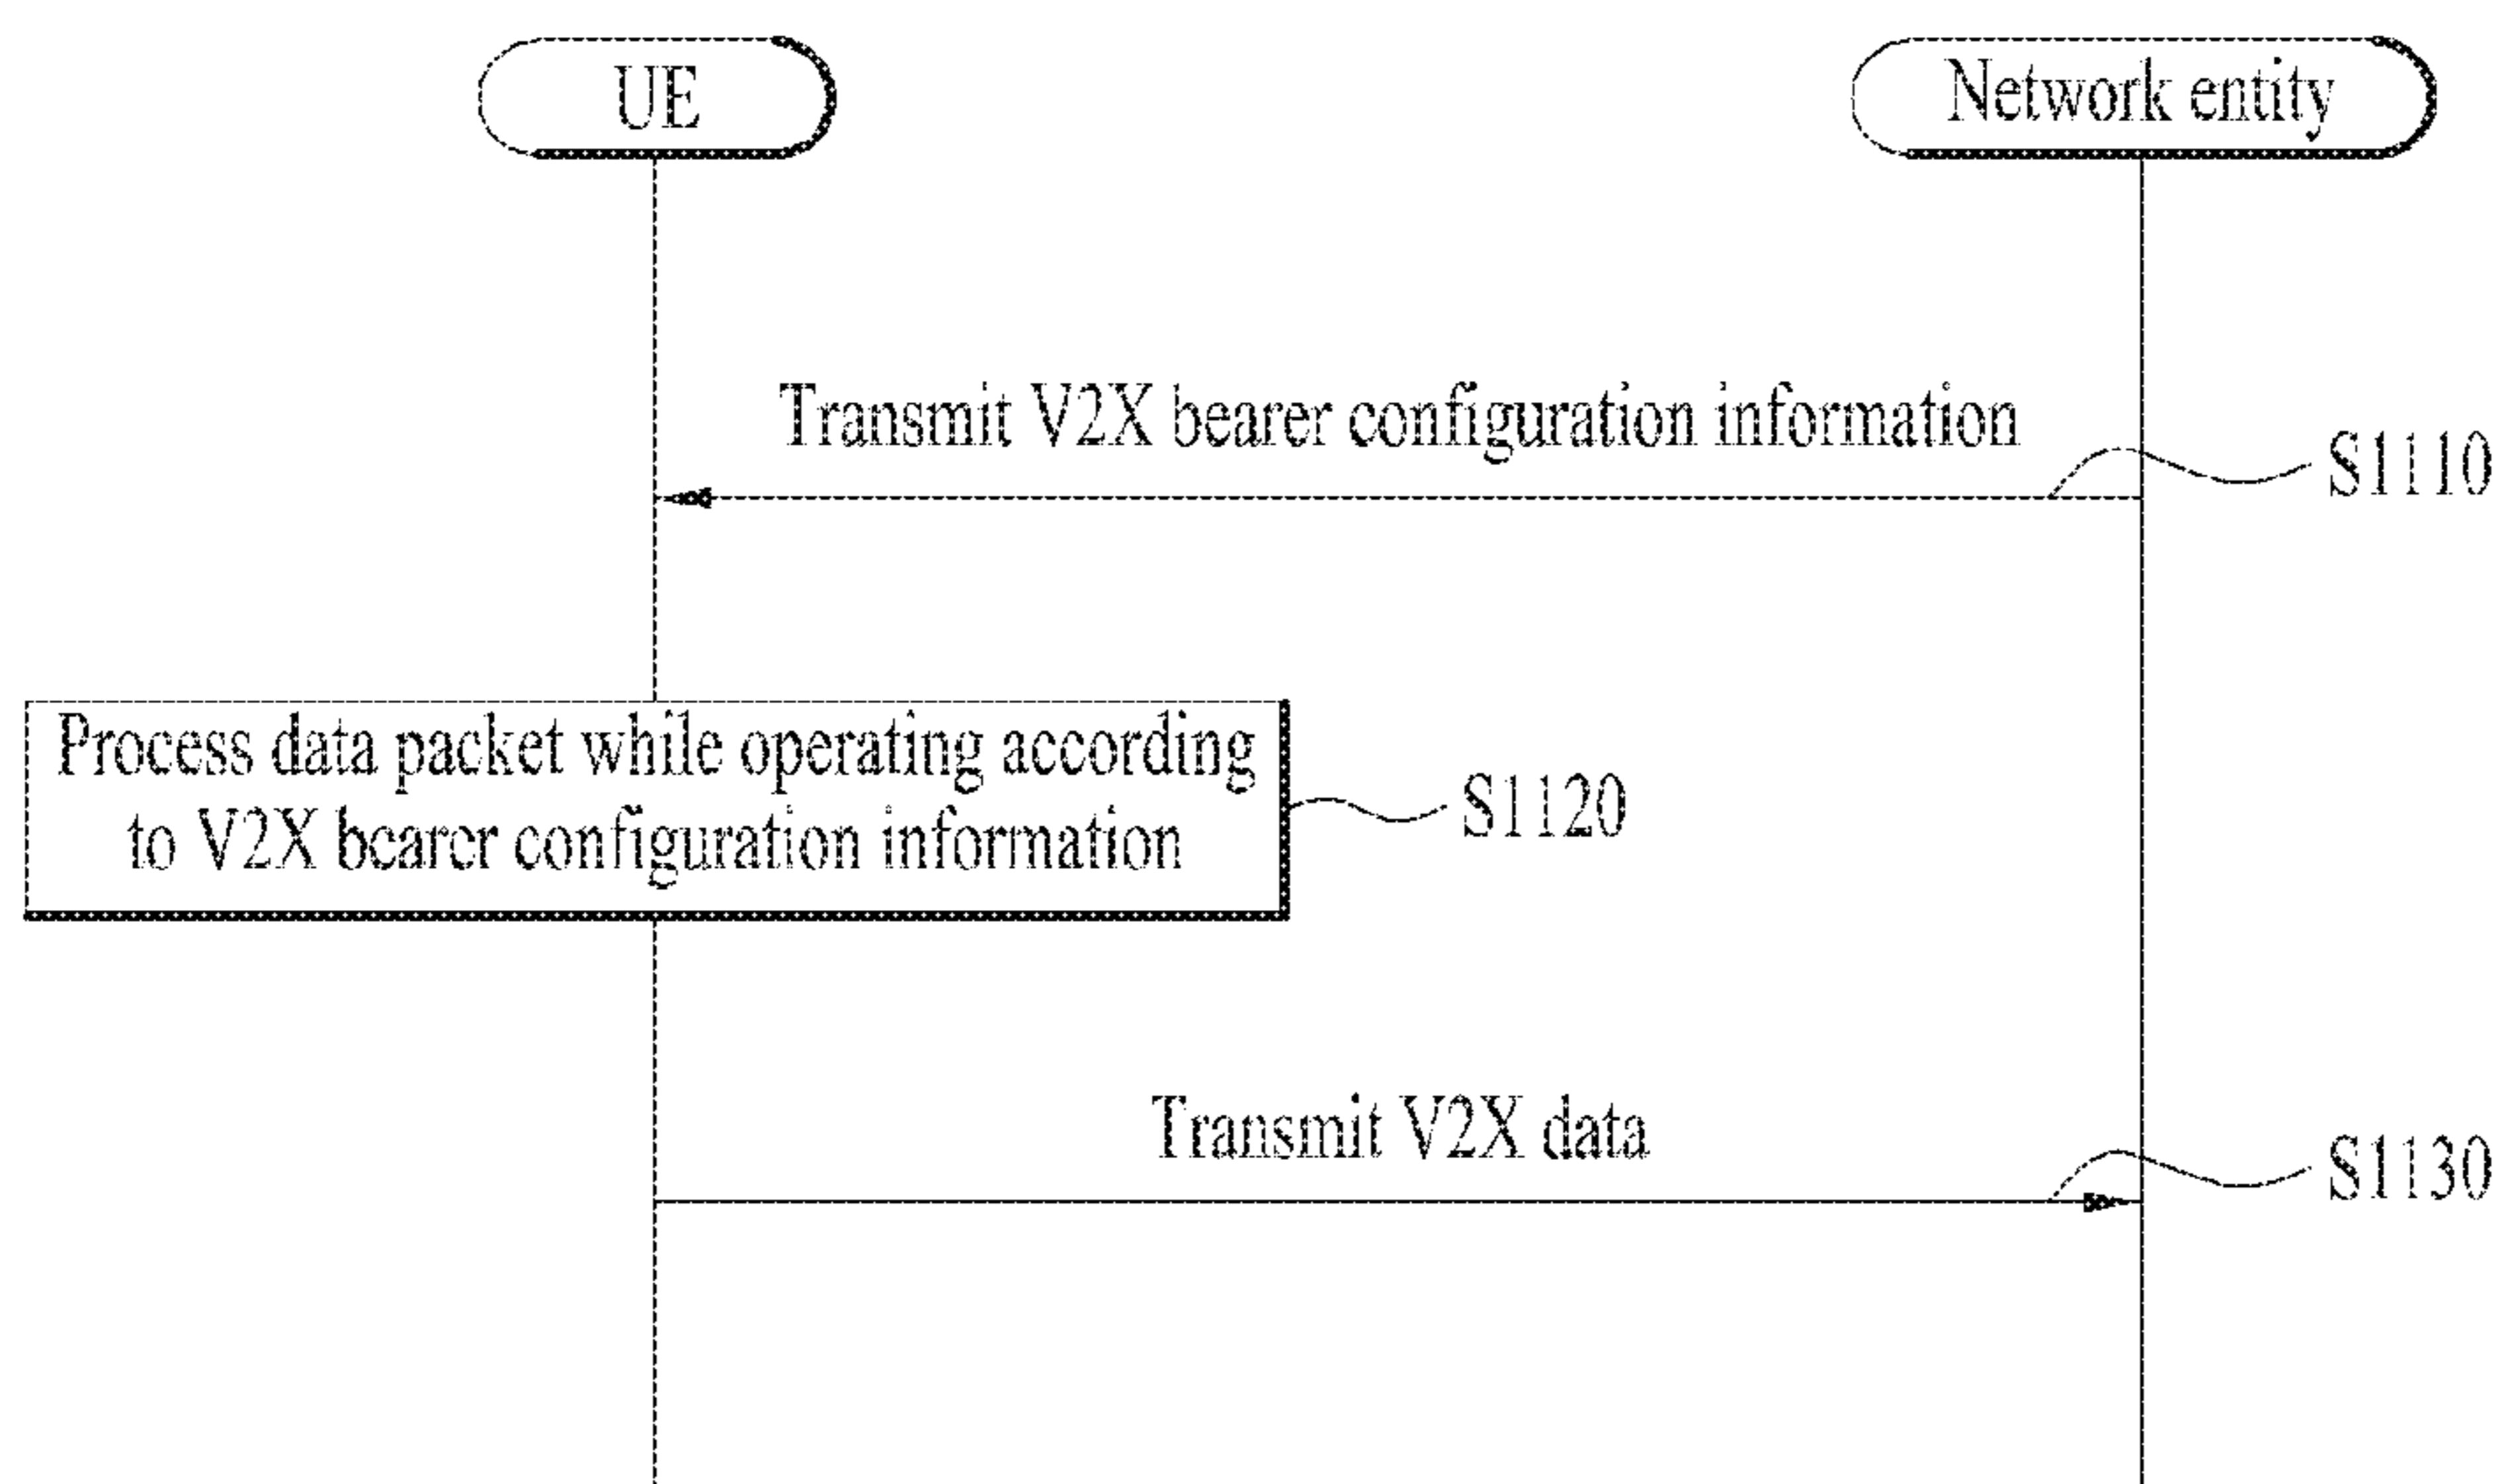 UE
Network entity
Transmit V2X bearer configuration information
S1110
Process data packet while operating according
to V2X bearer configuration information
S1120
Transmit V2X data
S1130